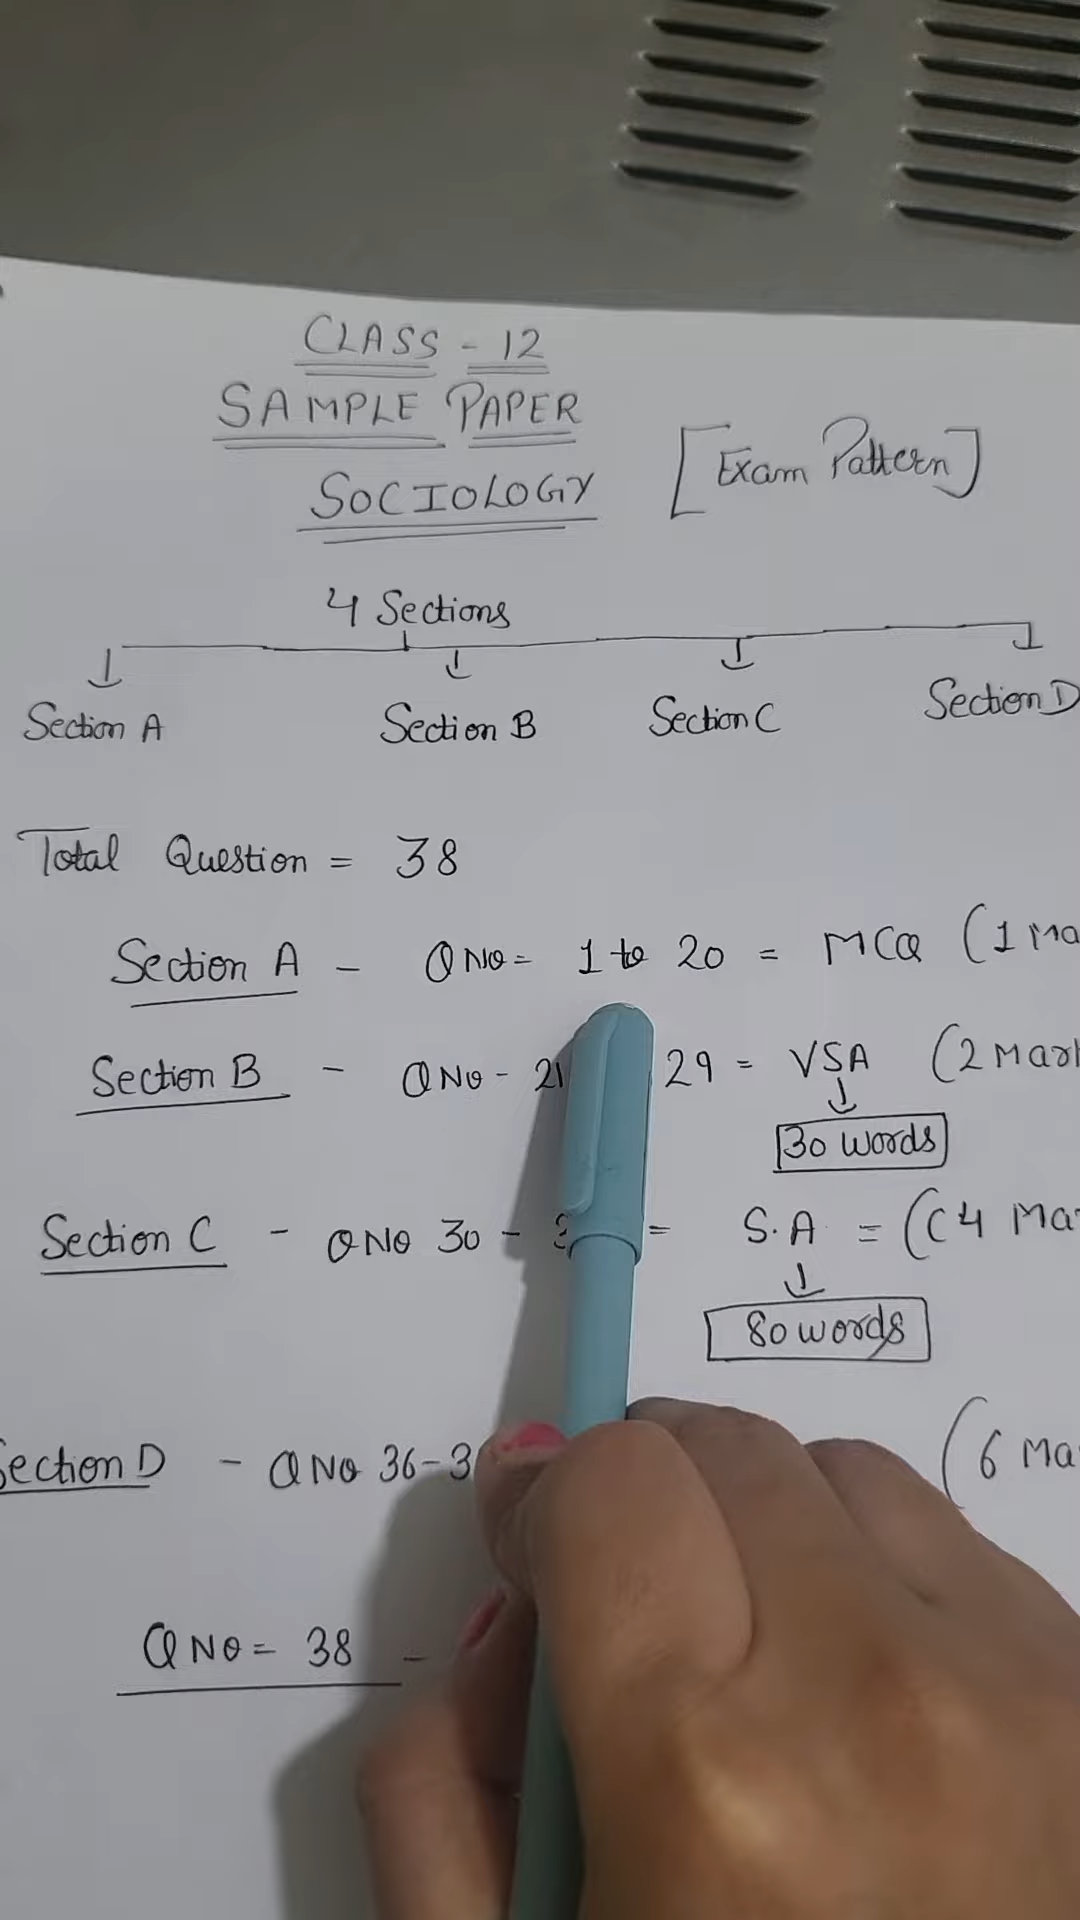 CLASS - 12
SAMPLE PAPER
SOCIOLOGY [Exam Pattern]
4 Sections
Section A Section B Section C Section D
Total Question = 38
Section A - Q No = 1 to 20 = MCQ (1 Ma
Section B - Q No - 21 29 = VSA (2 Mark
30 words
Section C - Q No 30 - 3 = S.A = ((4 Ma
80 words
Section D - Q No 36-3 (6 Ma
Q No = 38 -